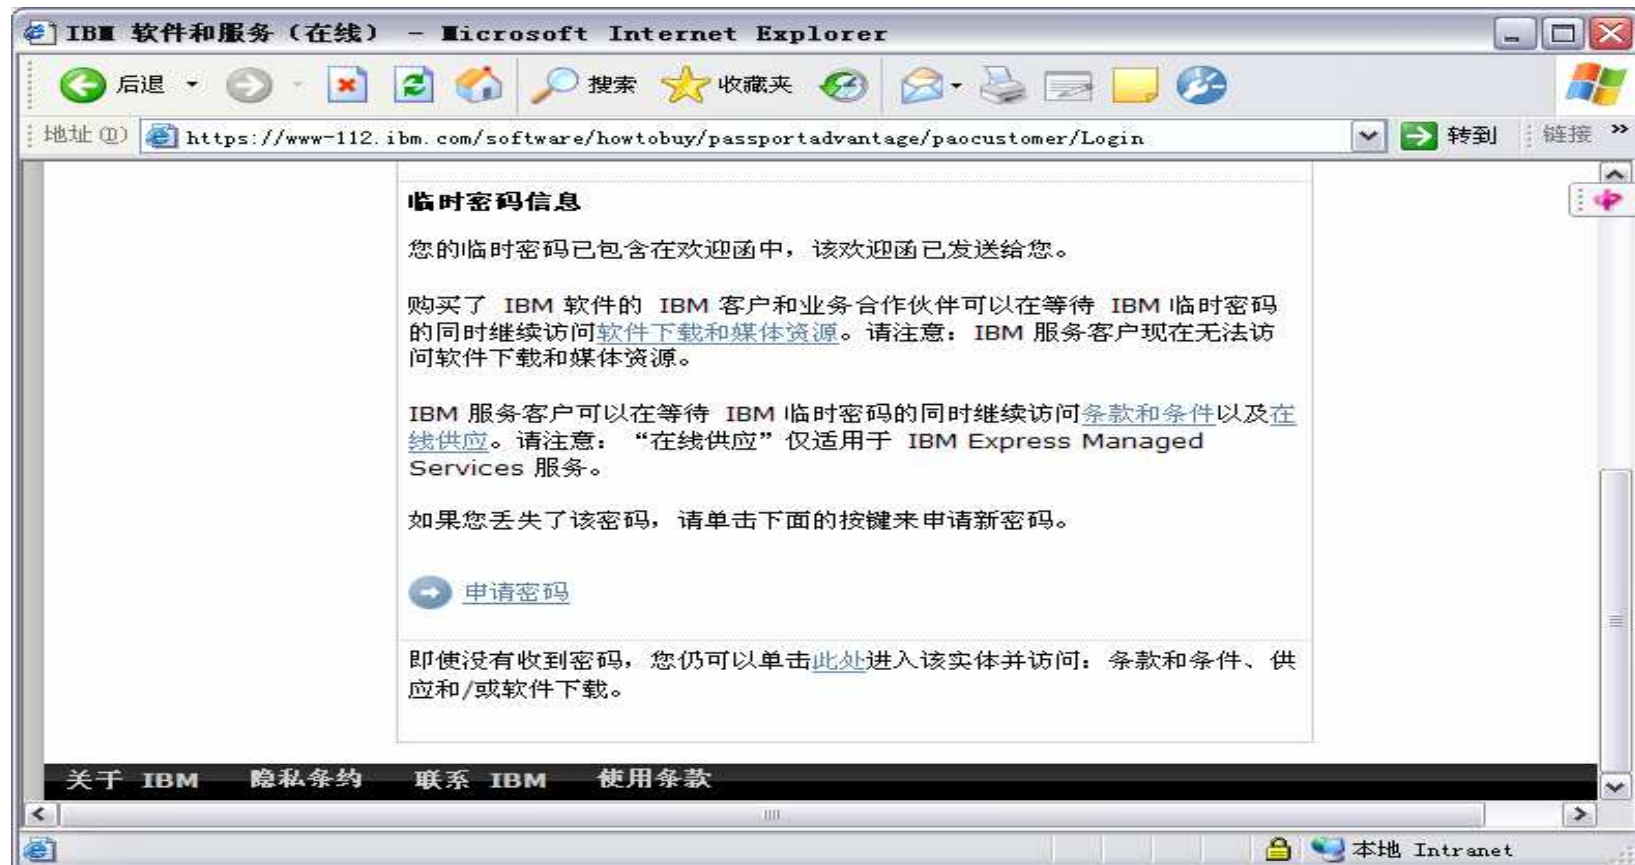 IBM 软件和服务（在线） - Microsoft Internet Explorer
后退 搜索 收藏夹
地址(D) https://www-112.ibm.com/software/howtobuy/passportadvantage/paocustomer/Login 转到 链接 »
临时密码信息
您的临时密码已包含在欢迎函中，该欢迎函已发送给您。
购买了 IBM 软件的 IBM 客户和业务合作伙伴可以在等待 IBM 临时密码
的同时继续访问软件下载和媒体资源。请注意：IBM 服务客户现在无法访
问软件下载和媒体资源。
IBM 服务客户可以在等待 IBM 临时密码的同时继续访问条款和条件以及在
线供应。请注意：“在线供应”仅适用于 IBM Express Managed
Services 服务。
如果您丢失了该密码，请单击下面的按键来申请新密码。
申请密码
即使没有收到密码，您仍可以单击此处进入该实体并访问：条款和条件、供
应和/或软件下载。
关于 IBM 隐私条约 联系 IBM 使用条款
本地 Intranet